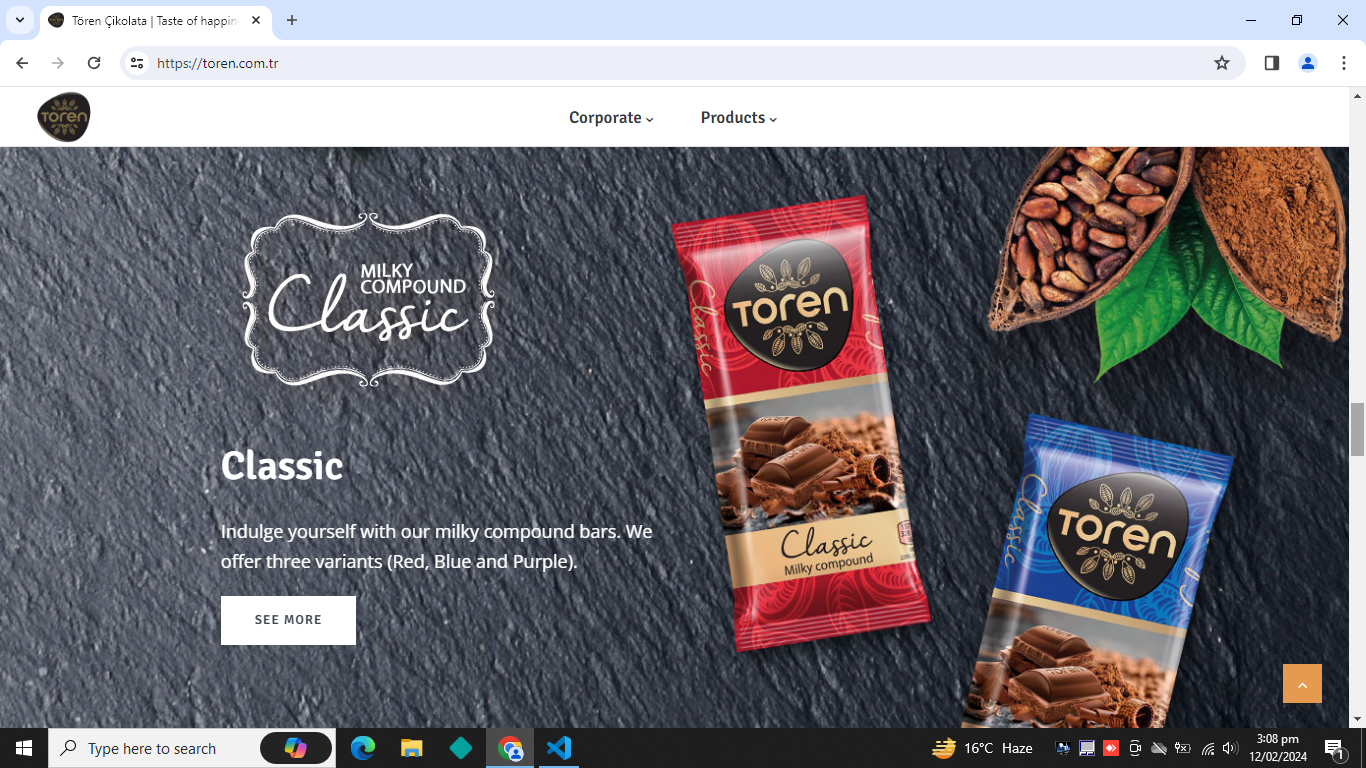 Tören Çikolata | Taste of happin
https://toren.com.tr
TOREN
Corporate
Products
MILKY
COMPOUND
Classic
TOREN
Classic
Classic
Milky compound
TOREN
Classic
Classic
Indulge yourself with our milky compound bars. We
offer three variants (Red, Blue and Purple).
SEE MORE
Type here to search
16°C Haze
3:08 pm
12/02/2024
1